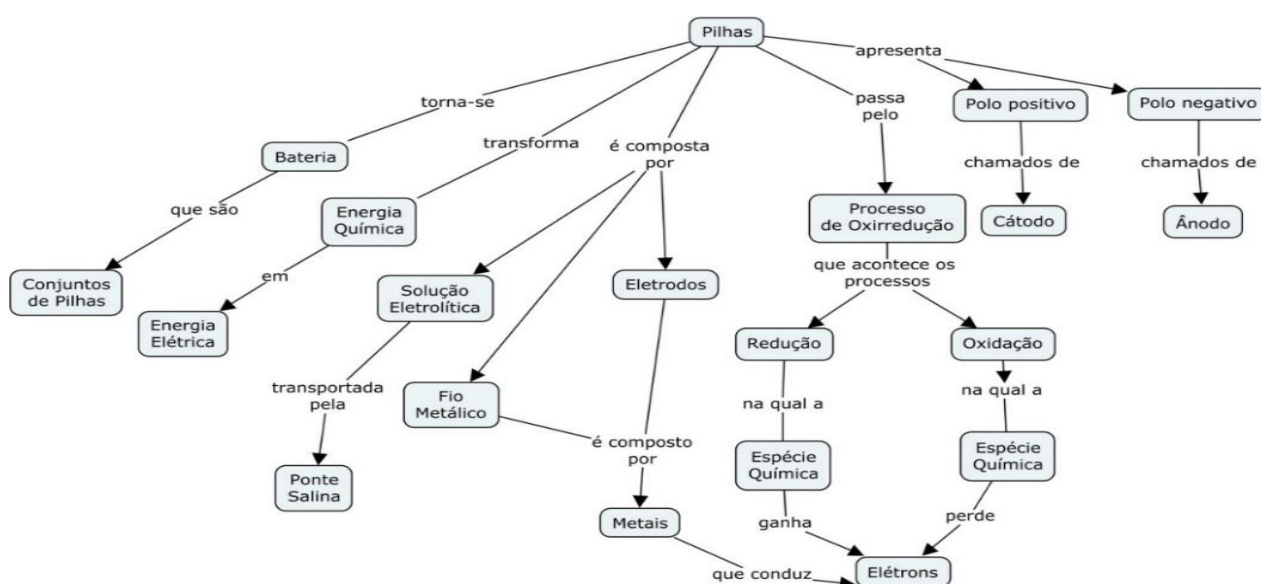 Pilhas
apresenta
torna-se
transforma
é composta
por
passa
pelo
Polo positivo
Polo negativo
Bateria
chamados de
chamados de
que são
Energia
Química
Processo
de Oxirredução
Cátodo
Ânodo
em
Conjuntos
de Pilhas
Solução
Eletrolítica
Eletrodos
que acontece os
processos
Energia
Elétrica
Redução
Oxidação
transportada
pela
Fio
Metálico
na qual a
na qual a
é composto
por
Espécie
Química
Espécie
Química
Ponte
Salina
Metais
ganha
perde
que conduz
Elétrons